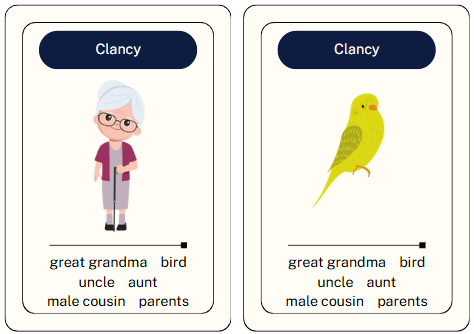 Clancy
great grandma bird
uncle aunt
male cousin parents
Clancy
great grandma bird
uncle aunt
male cousin parents